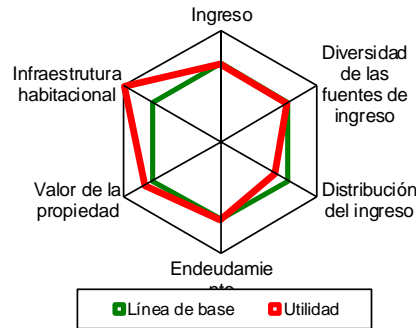 Ingreso
Diversidad
de las
fuentes de
ingreso
Infraestrutura
habitacional
Valor de la
propiedad
Distribución
del ingreso
Endeudamie
Línea de base
Utilidad